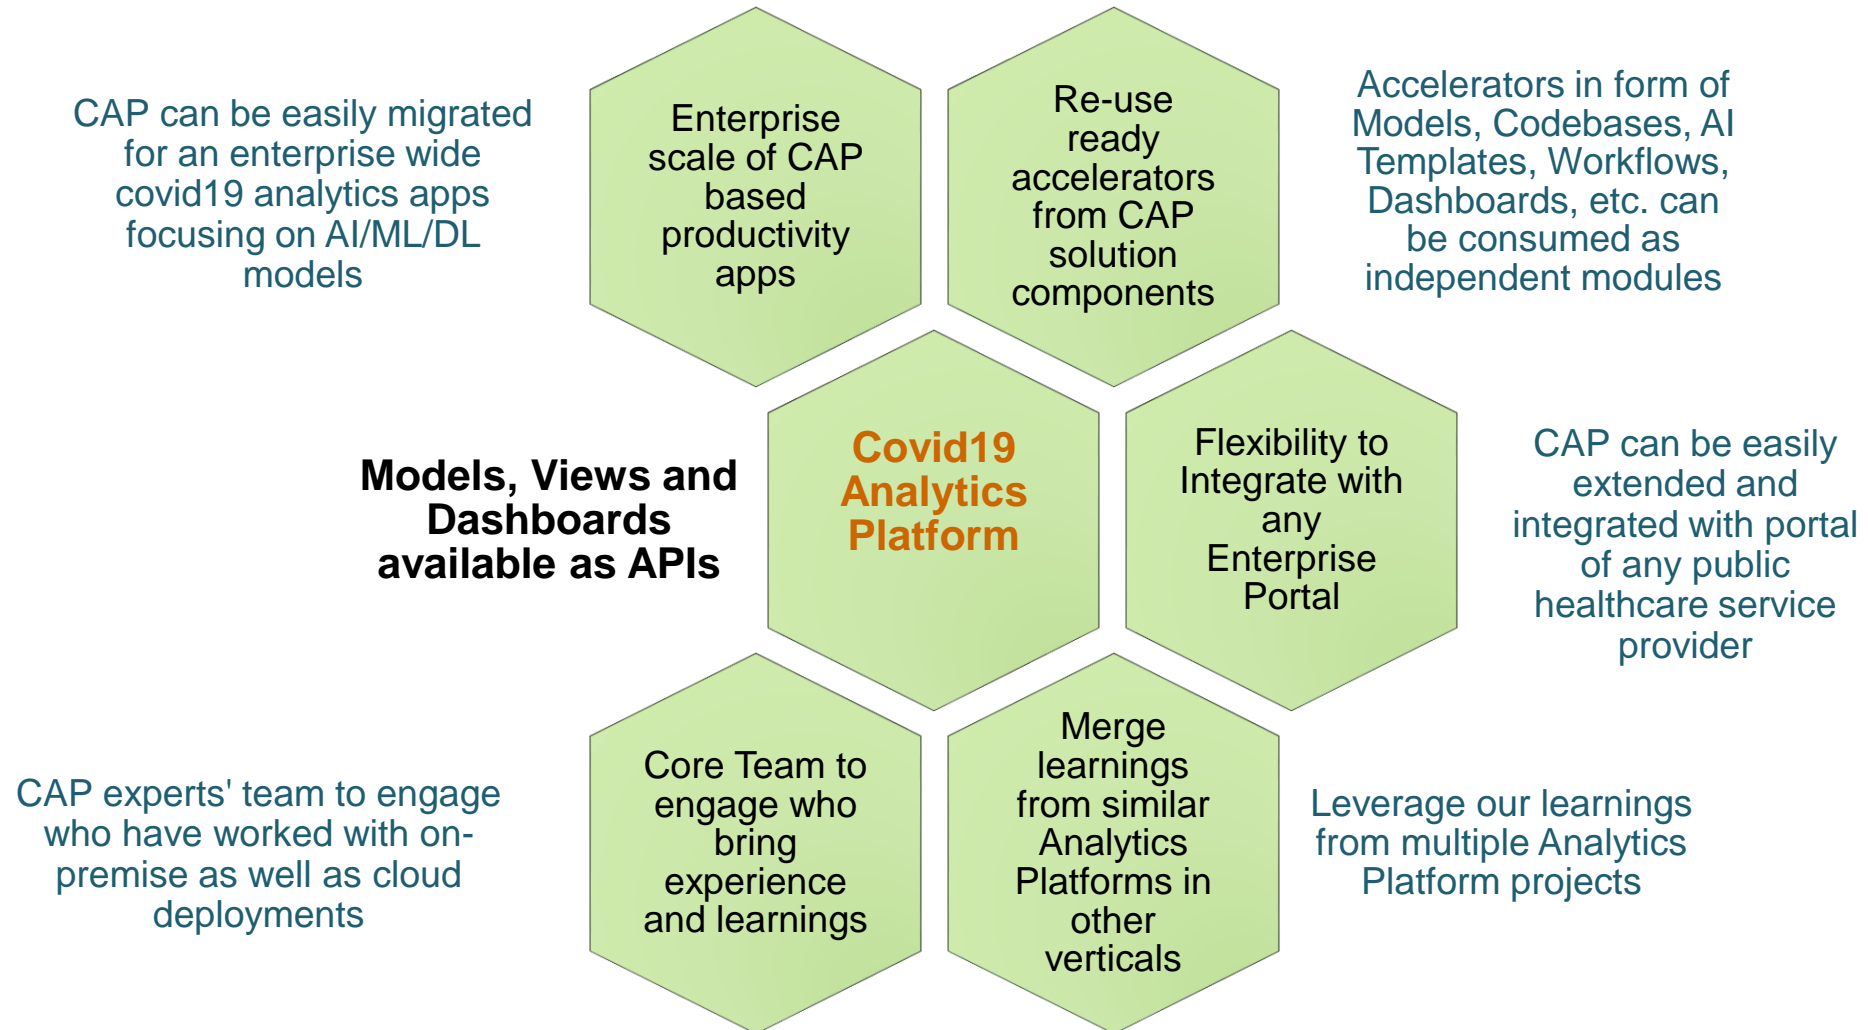 CAP can be easily migrated
for an enterprise wide
covid19 analytics apps
focusing on AI/ML/DL
models
Enterprise
scale of CAP
based
productivity
apps
Re-use
ready
accelerators
from CAP
solution
components
Accelerators in form of
Models, Codebases, AI
Templates, Workflows,
Dashboards, etc. can
be consumed as
independent modules
Models, Views and
Dashboards
available as APIs
Covid19
Analytics
Platform
Flexibility to
Integrate with
any
Enterprise
Portal
CAP can be easily
extended and
integrated with portal
of any public
healthcare service
provider
CAP experts' team to engage
who have worked with on-
premise as well as cloud
deployments
Core Team to
engage who
bring
experience
and learnings
Merge
learnings
from similar
Analytics
Platforms in
other
verticals
Leverage our learnings
from multiple Analytics
Platform projects